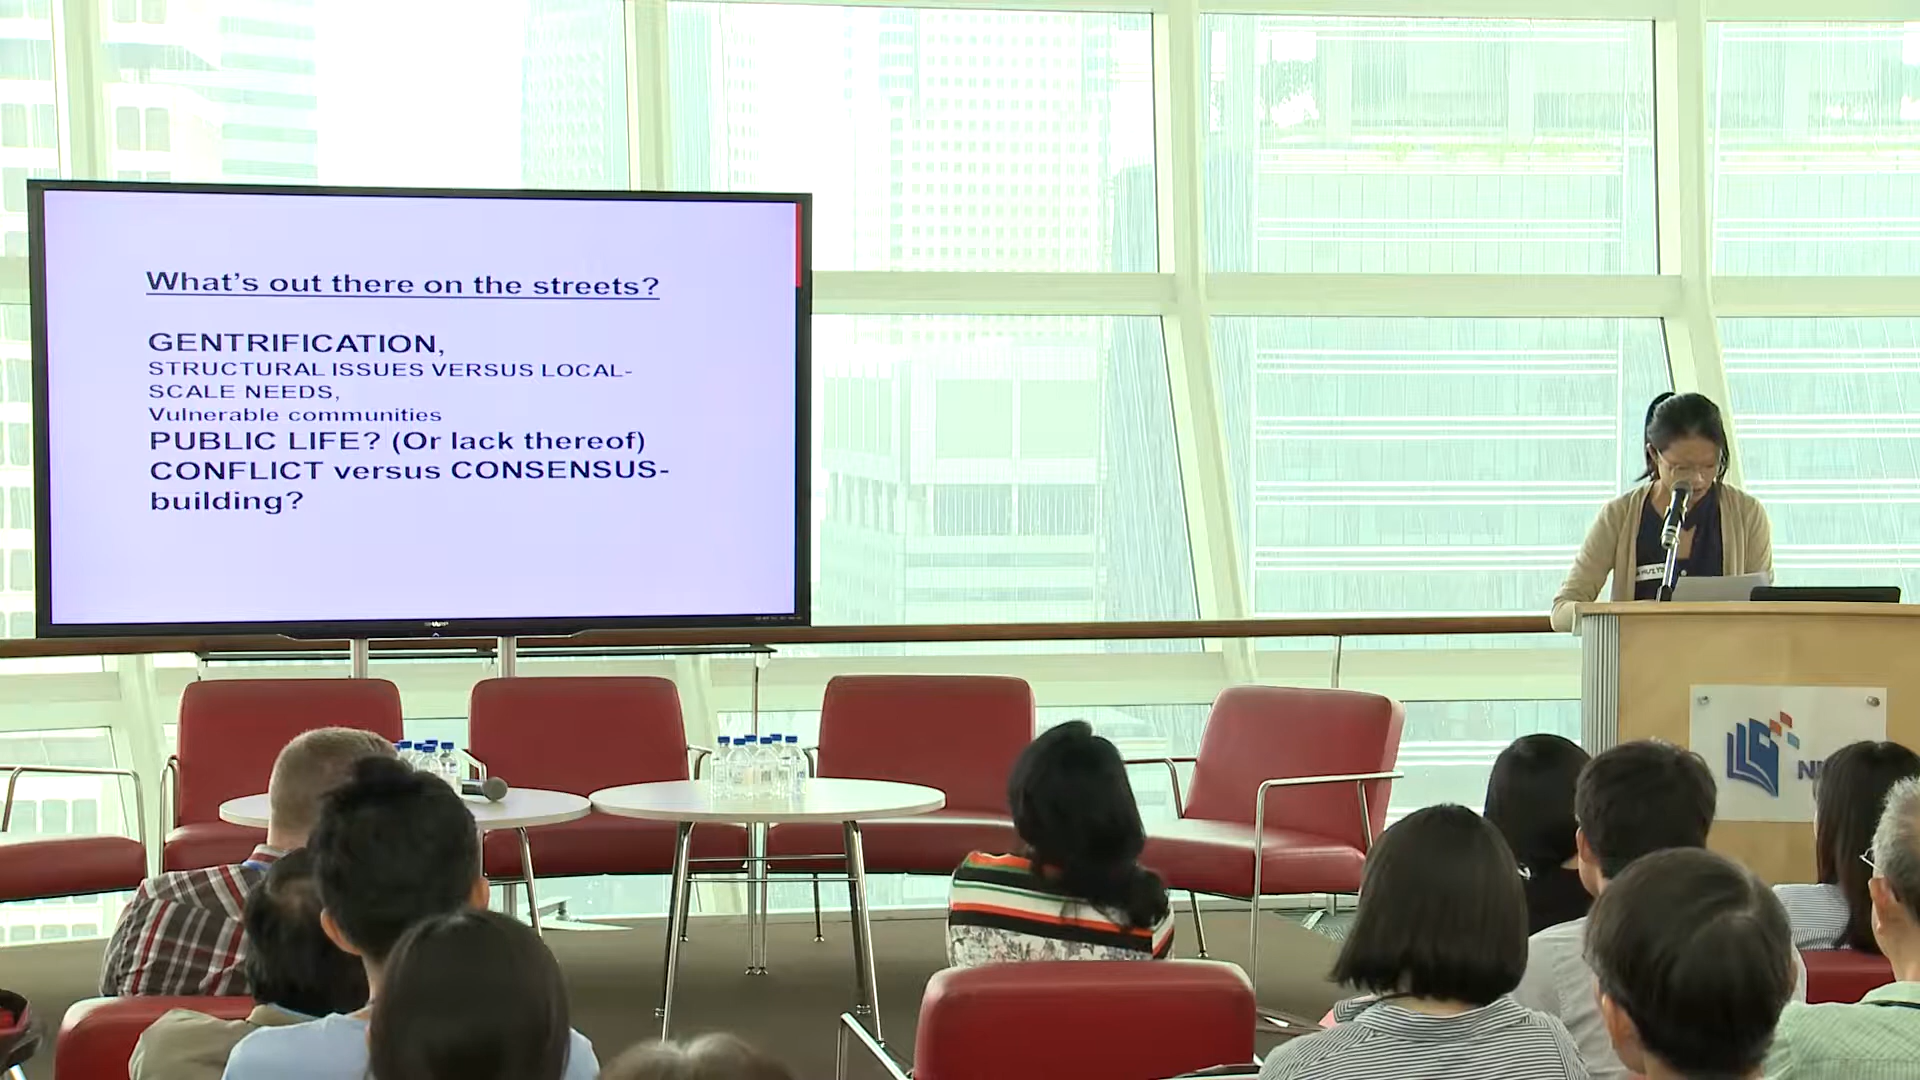 What's out there on the streets?
GENTRIFICATION,
STRUCTURAL ISSUES VERSUS LOCAL-
SCALE NEEDS,
Vulnerable communities
PUBLIC LIFE? (Or lack thereof)
CONFLICT versus CONSENSUS-
building?
SHARP